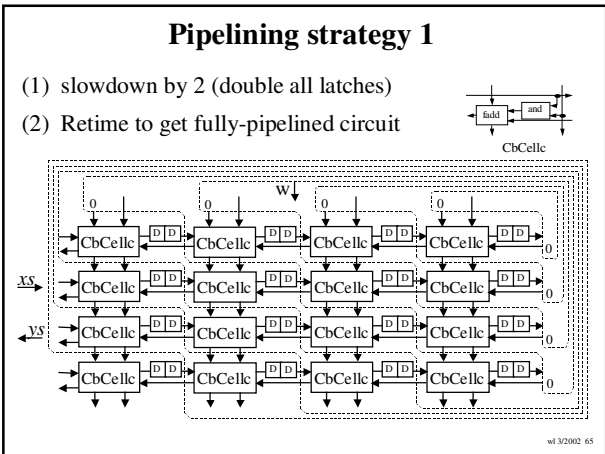 Pipelining strategy 1
(1) slowdown by 2 (double all latches)
(2) Retime to get fully-pipelined circuit
fadd and
CbCellc
w
0 0 0 0
CbCellc D D CbCellc D D CbCellc D D CbCellc D D
0
xs
CbCellc D D CbCellc D D CbCellc D D CbCellc D D
0
ys
CbCellc D D CbCellc D D CbCellc D D CbCellc D D
0
CbCellc D D CbCellc D D CbCellc D D CbCellc D D
0
wl 3/2002 65